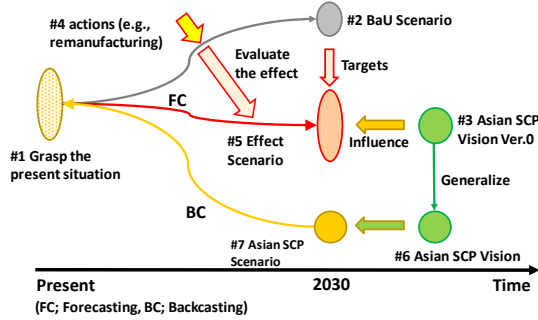 #4 actions (e.g.,
remanufacturing)
#2 BaU Scenario
Evaluate
the effect
Targets
FC
#1 Grasp the
present situation
#5 Effect
Scenario
Influence
#3 Asian SCP
Vision Ver.0
Generalize
BC
#7 Asian SCP
Scenario
#6 Asian SCP Vision
Present
2030
Time
(FC; Forecasting, BC; Backcasting)